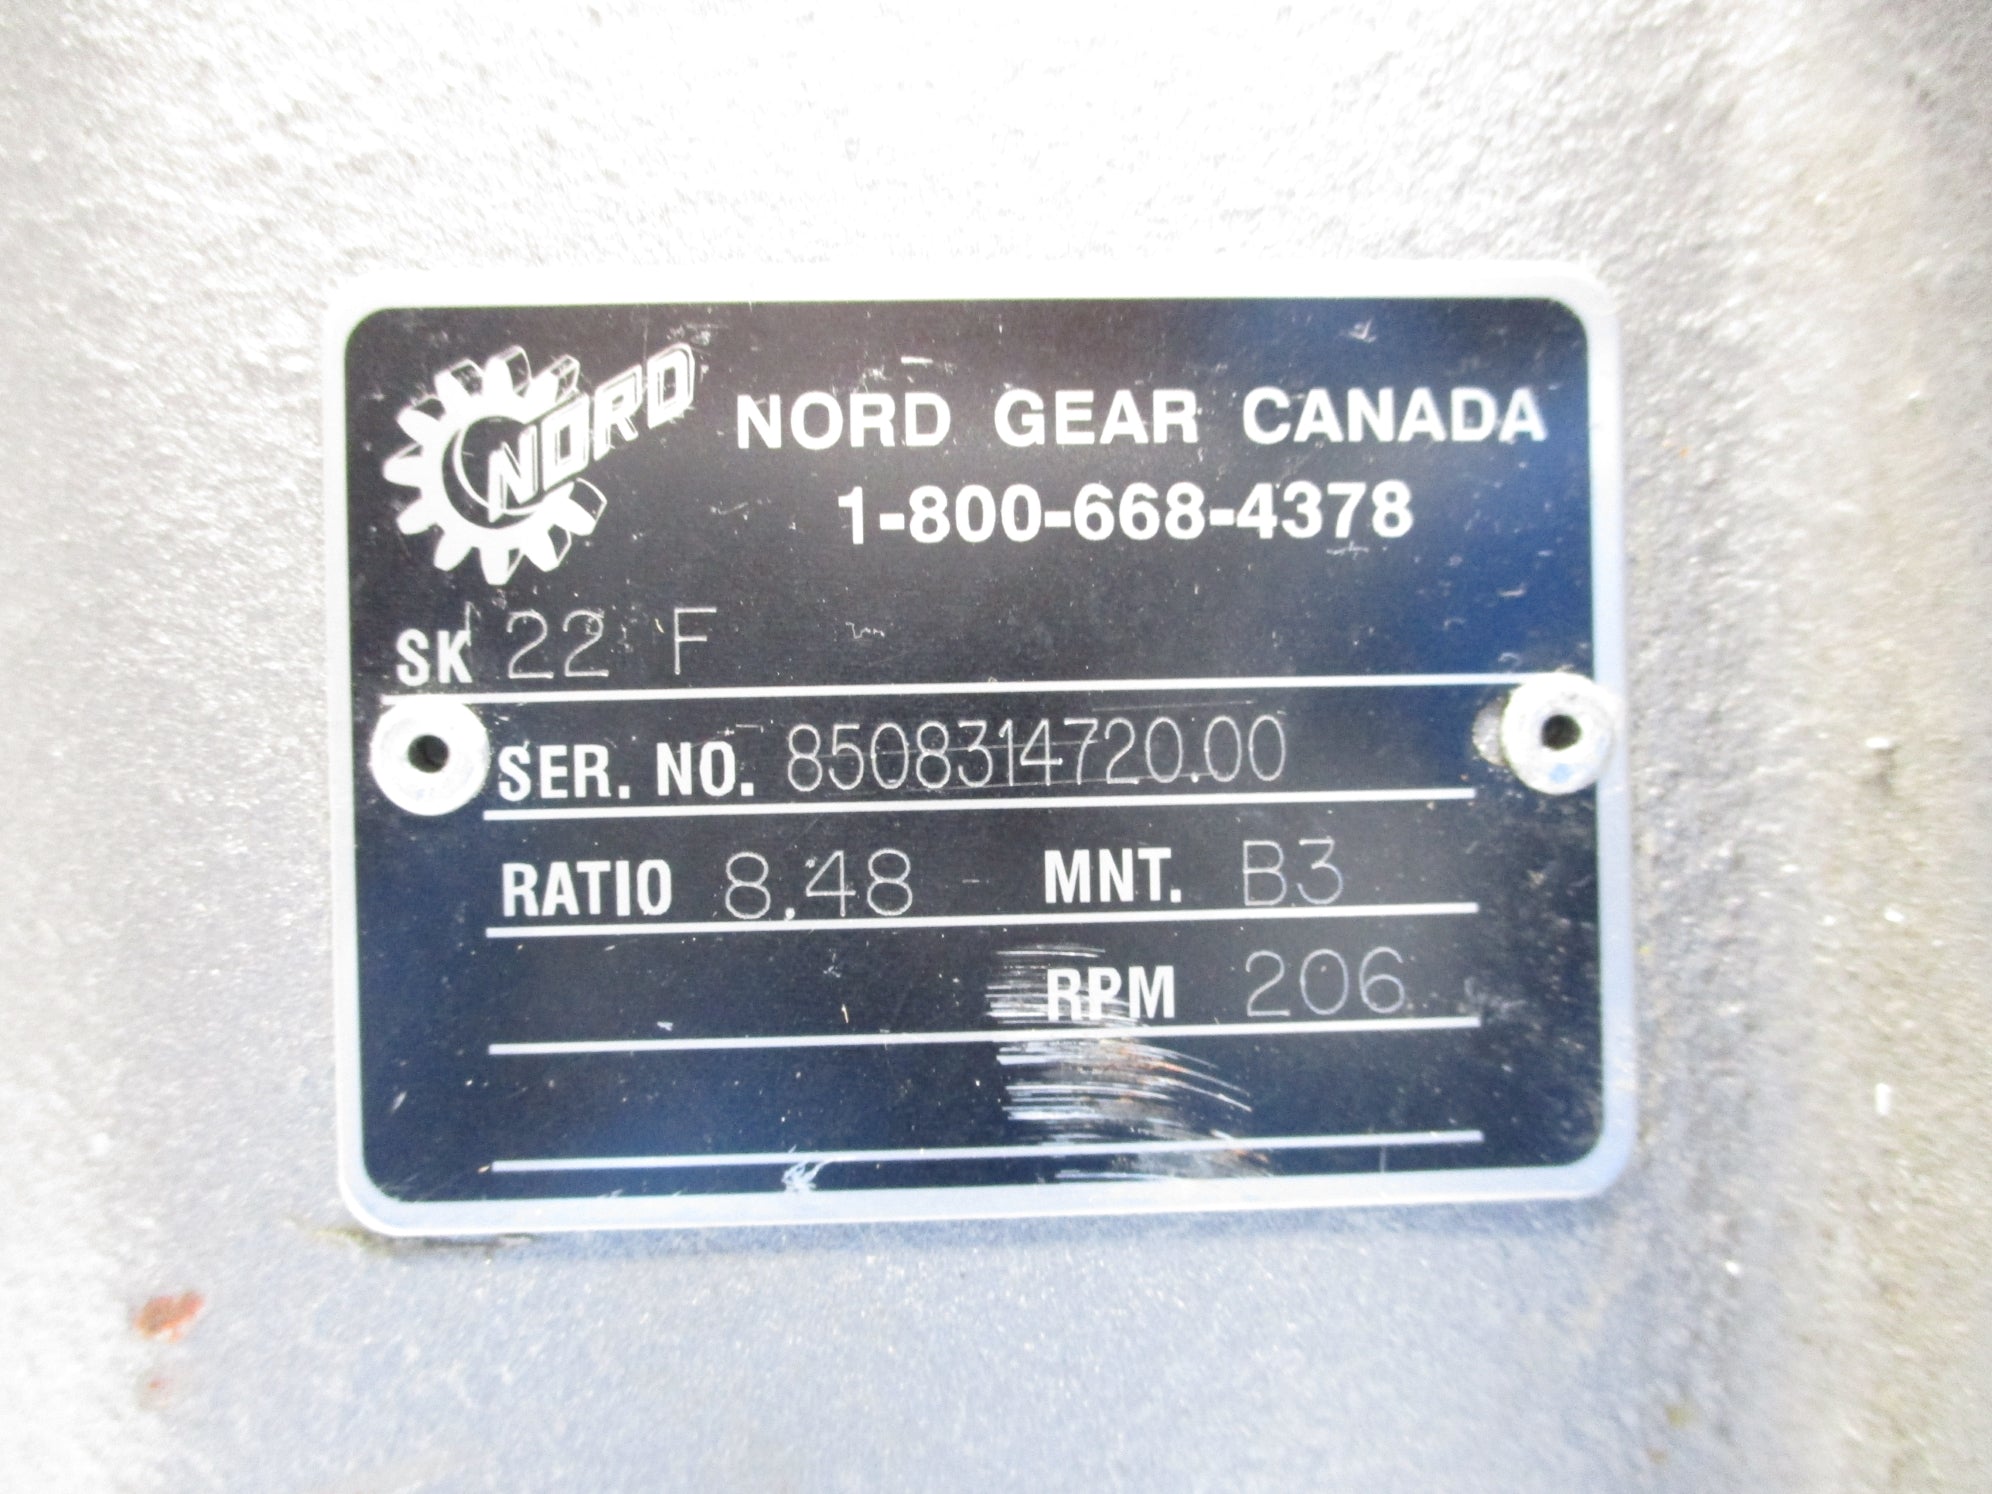 NORD
NORD GEAR CANADA
1-800-668-4378
SK 22 F
SER. NO. 8508314720.00
RATIO 8.48 MNT. B3
RPM 206